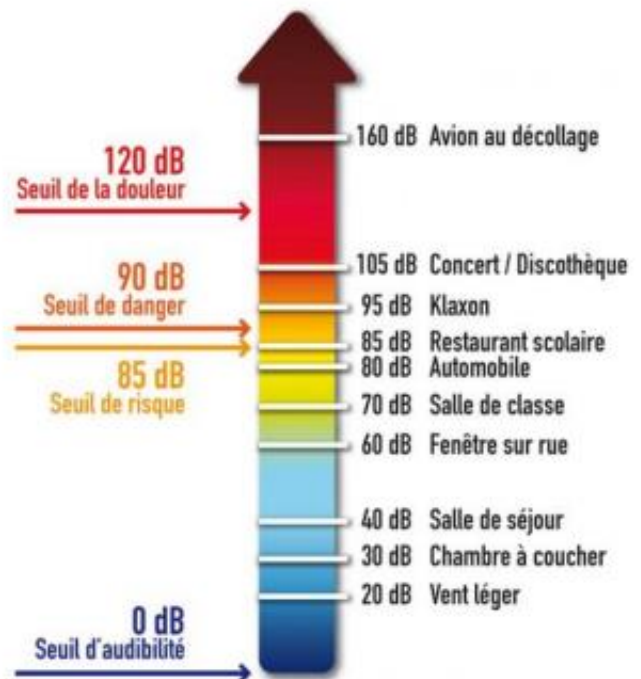 160 dB Avion au décollage
120 dB
Seuil de la douleur
105 dB Concert / Discothèque
90 dB
Seuil de danger
95 dB Klaxon
85 dB Restaurant scolaire
80 dB Automobile
85 dB
Seuil de risque
70 dB Salle de classe
60 dB Fenêtre sur rue
40 dB Salle de séjour
30 dB Chambre à coucher
20 dB Vent léger
0 dB
Seuil d'audibilité